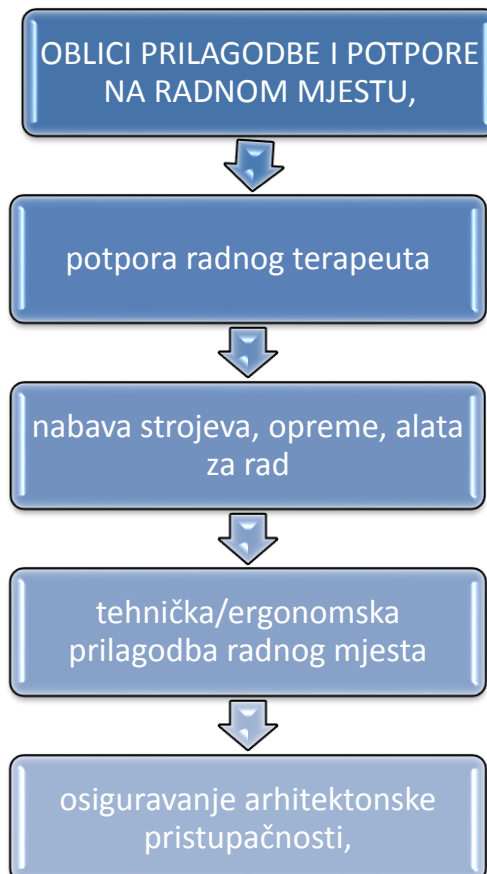 OBLICI PRILAGODBE I POTPORE
NA RADNOM MJESTU,
potpora radnog terapeuta
nabava strojeva, opreme, alata
za rad
tehnička/ergonomska
prilagodba radnog mjesta
osiguravanje arhitektonske
pristupačnosti,